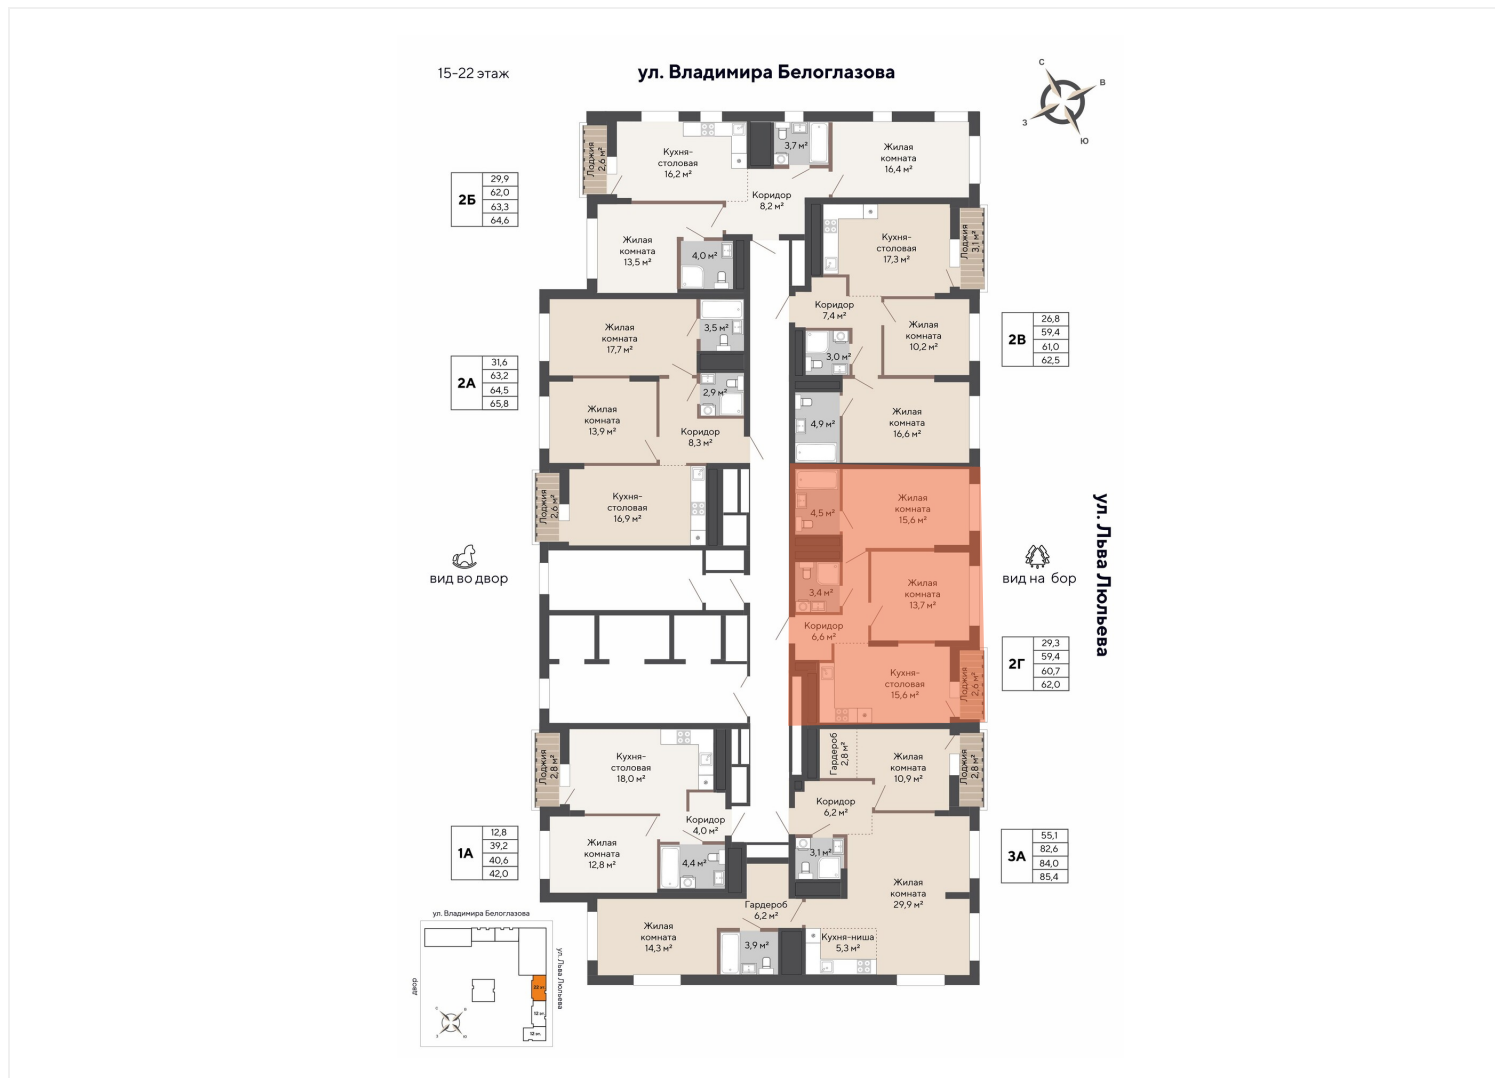 15-22 этаж
ул. Владимира Белоглазова
С
В
З
Ю
Лоджия
2,6 м²
Кухня-
столовая
16,2 м²
3,7 м²
Жилая
комната
16,4 м²
Коридор
8,2 м²
2Б
29,9
62,0
63,3
64,6
Жилая
комната
13,5 м²
4,0 м²
Кухня-
столовая
17,3 м²
Лоджия
3,1 м²
Коридор
7,4 м²
Жилая
комната
10,2 м²
3,0 м²
2В
26,8
59,4
61,0
62,5
Жилая
комната
17,7 м²
3,5 м²
2А
31,6
63,2
64,5
65,8
2,9 м²
Жилая
комната
13,9 м²
Коридор
8,3 м²
4,9 м²
Жилая
комната
16,6 м²
Лоджия
2,6 м²
Кухня-
столовая
16,9 м²
4,5 м²
Жилая
комната
15,6 м²
ул. Льва Люльева
вид во двор
вид на бор
3,4 м²
Жилая
комната
13,7 м²
Коридор
6,6 м²
2Г
29,3
59,4
60,7
62,0
Кухня-
столовая
15,6 м²
Лоджия
2,6 м²
Лоджия
2,8 м²
Кухня-
столовая
18,0 м²
Гардероб
2,8 м²
Жилая
комната
10,9 м²
Лоджия
2,8 м²
Коридор
6,2 м²
Коридор
4,0 м²
1А
12,8
39,2
40,6
42,0
Жилая
комната
12,8 м²
4,4 м²
3,1 м²
3А
55,1
82,6
84,0
85,4
Жилая
комната
29,9 м²
Гардероб
6,2 м²
Жилая
комната
14,3 м²
3,9 м²
Кухня-ниша
5,3 м²
ул. Владимира Белоглазова
двор
ул. Льва Люльева
22 эт.
12 эт.
12 эт.
С
В
З
Ю